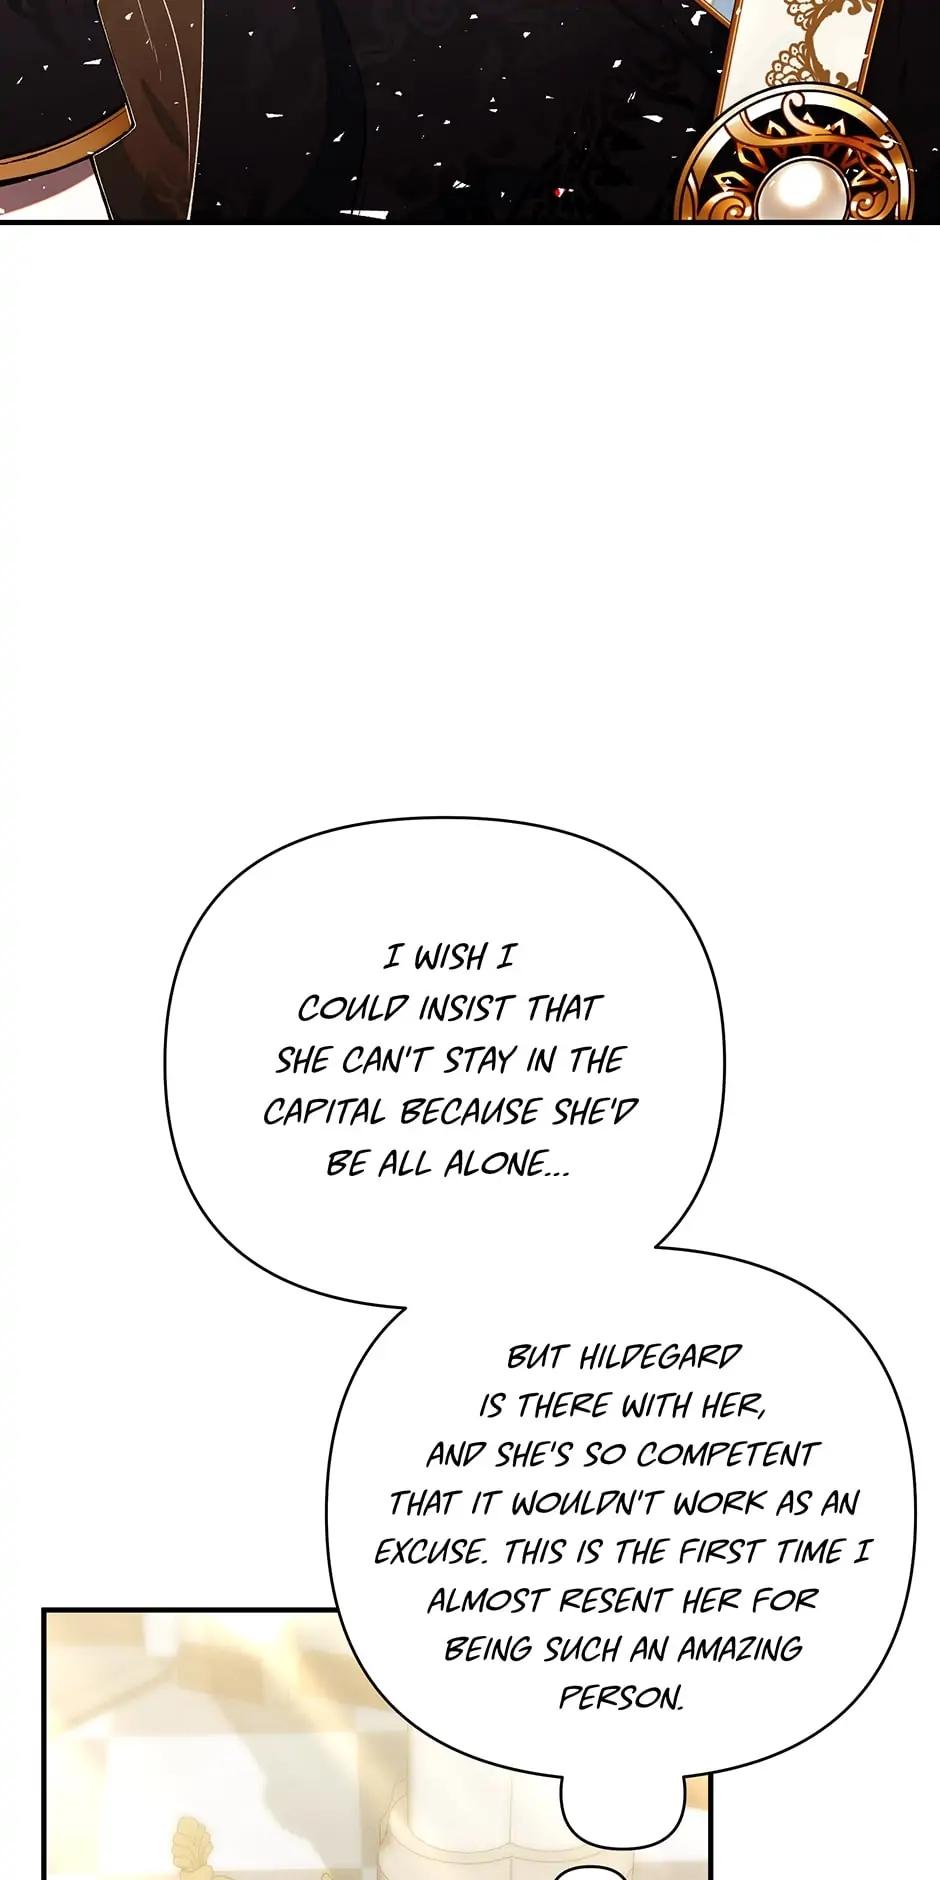 I WISH I
COULD INSIST THAT
SHE CAN'T STAY IN THE
CAPITAL BECAUSE SHE'D
BE ALL ALONE...
BUT HILDEGARD
IS THERE WITH HER,
AND SHE'S SO COMPETENT
THAT IT WOULDN'T WORK AS AN
EXCUSE. THIS IS THE FIRST TIME I
ALMOST RESENT HER FOR
BEING SUCH AN AMAZING
PERSON.